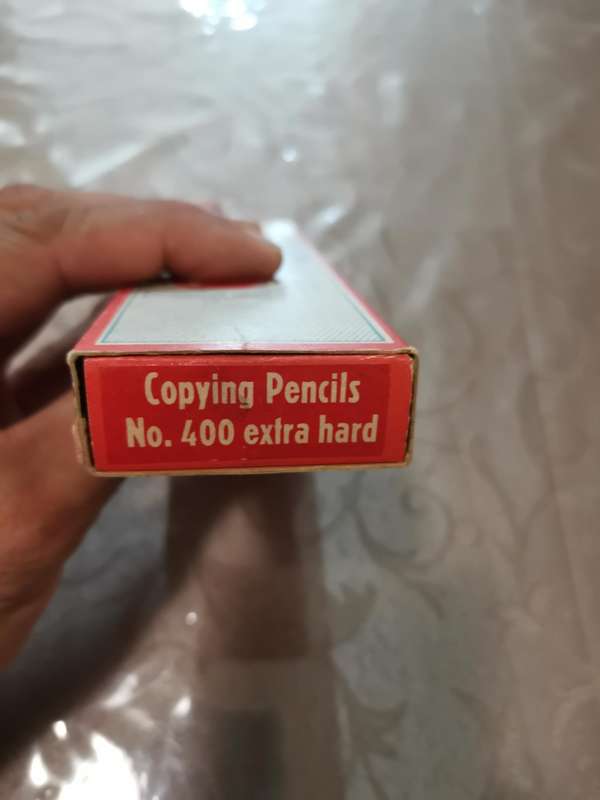 Copying Pencils
No. 400 extra hard